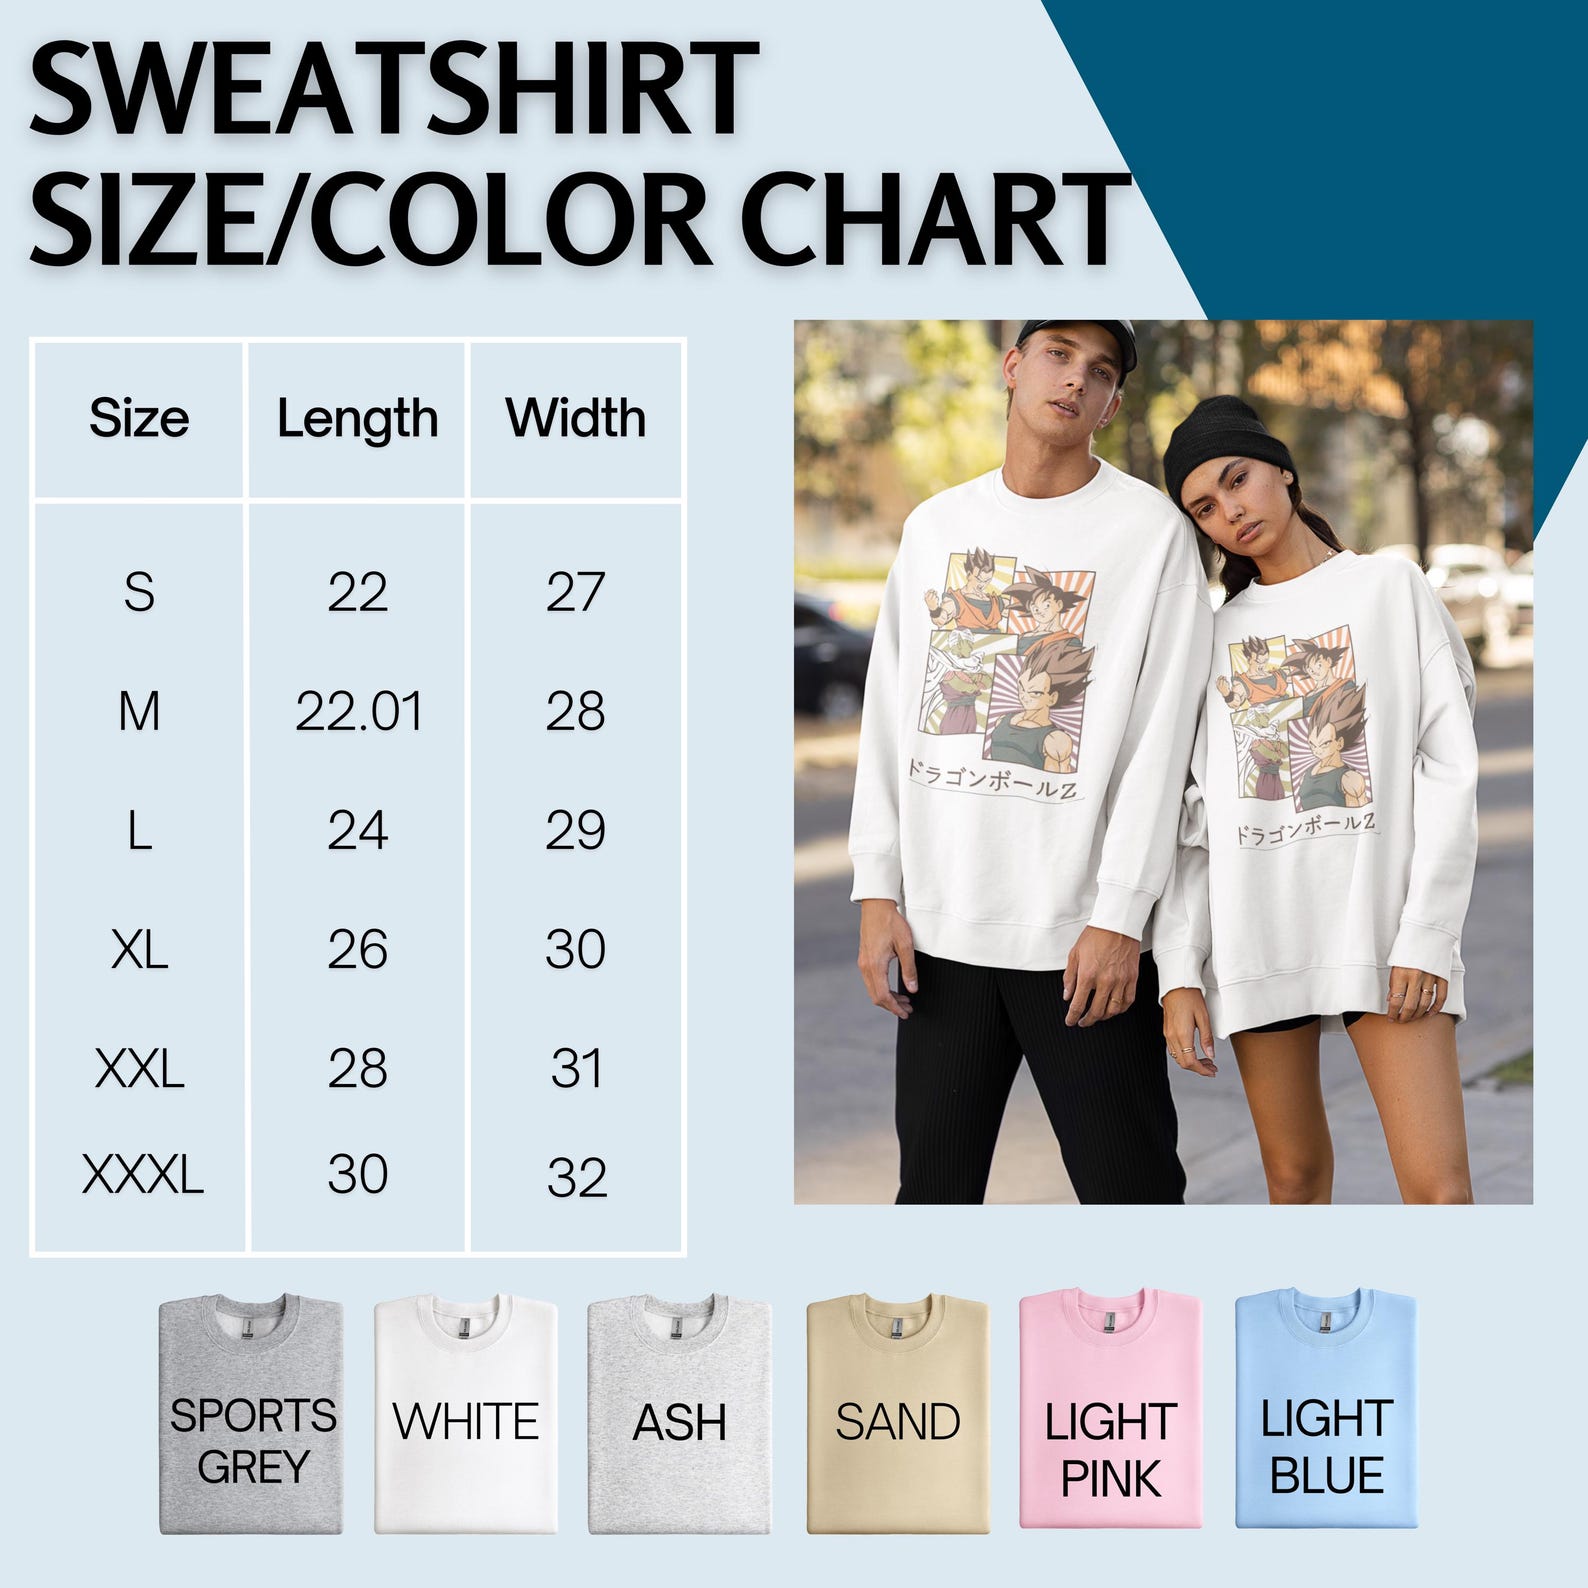 SWEATSHIRT
SIZE/COLOR CHART
Size Length Width
S 22 27
M 22.01 28
L 24 29
XL 26 30
XXL 28 31
XXXL 30 32
ドラゴンボールZ
ドラゴンボールZ
SPORTS
GREY
WHITE
ASH
SAND
LIGHT
PINK
LIGHT
BLUE